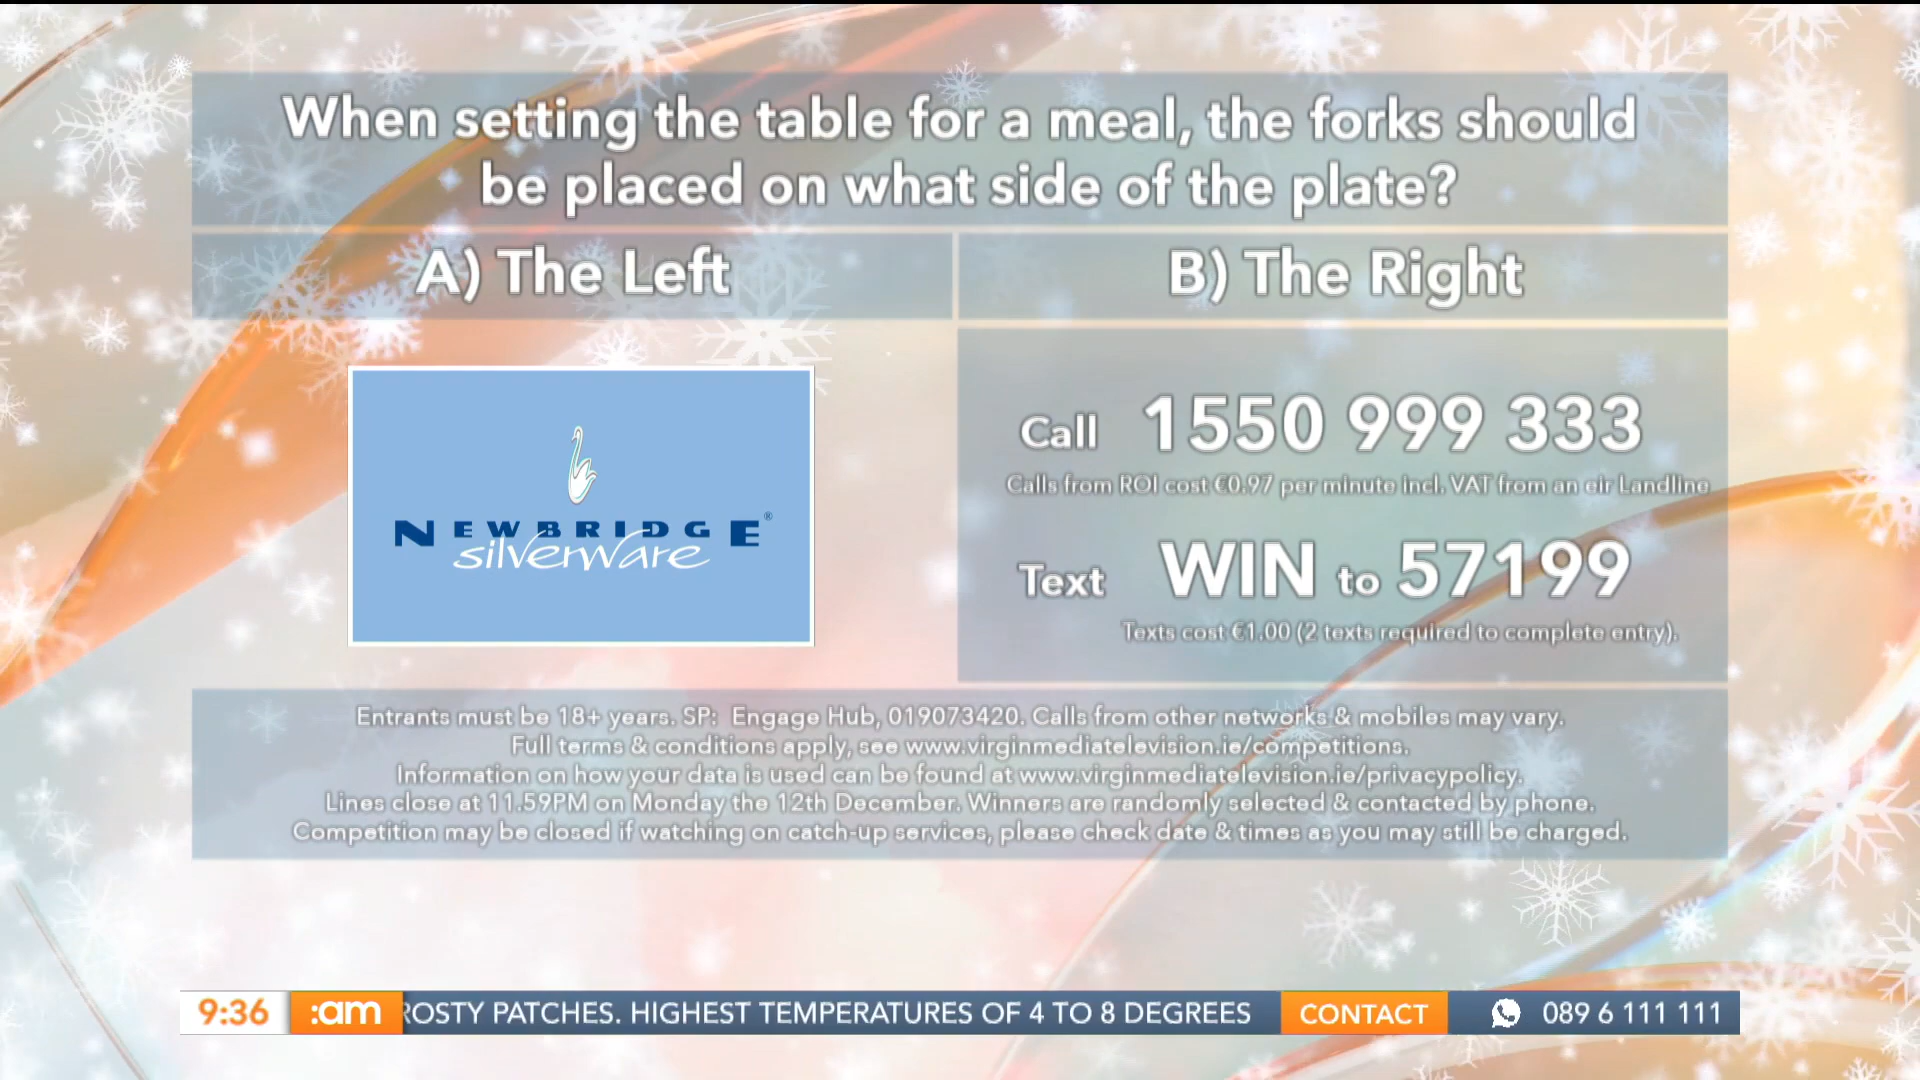 When setting the table for a meal, the forks should
be placed on what side of the plate?
A) The Left
B) The Right
NEWBRIDGE®
silverware
Call 1550 999 333
Calls from ROI cost €0.97 per minute incl. VAT from an eir Landline
Text WIN to 57199
Texts cost €1.00 (2 texts required to complete entry).
Entrants must be 18+ years. SP: Engage Hub, 019073420. Calls from other networks & mobiles may vary.
Full terms & conditions apply, see www.virginmediatelevision.ie/competitions.
Information on how your data is used can be found at www.virginmediatelevision.ie/privacypolicy.
Lines close at 11.59PM on Monday the 12th December. Winners are randomly selected & contacted by phone.
Competition may be closed if watching on catch-up services, please check date & times as you may still be charged.
9:36 :am ROSTY PATCHES. HIGHEST TEMPERATURES OF 4 TO 8 DEGREES CONTACT 089 6 111 111